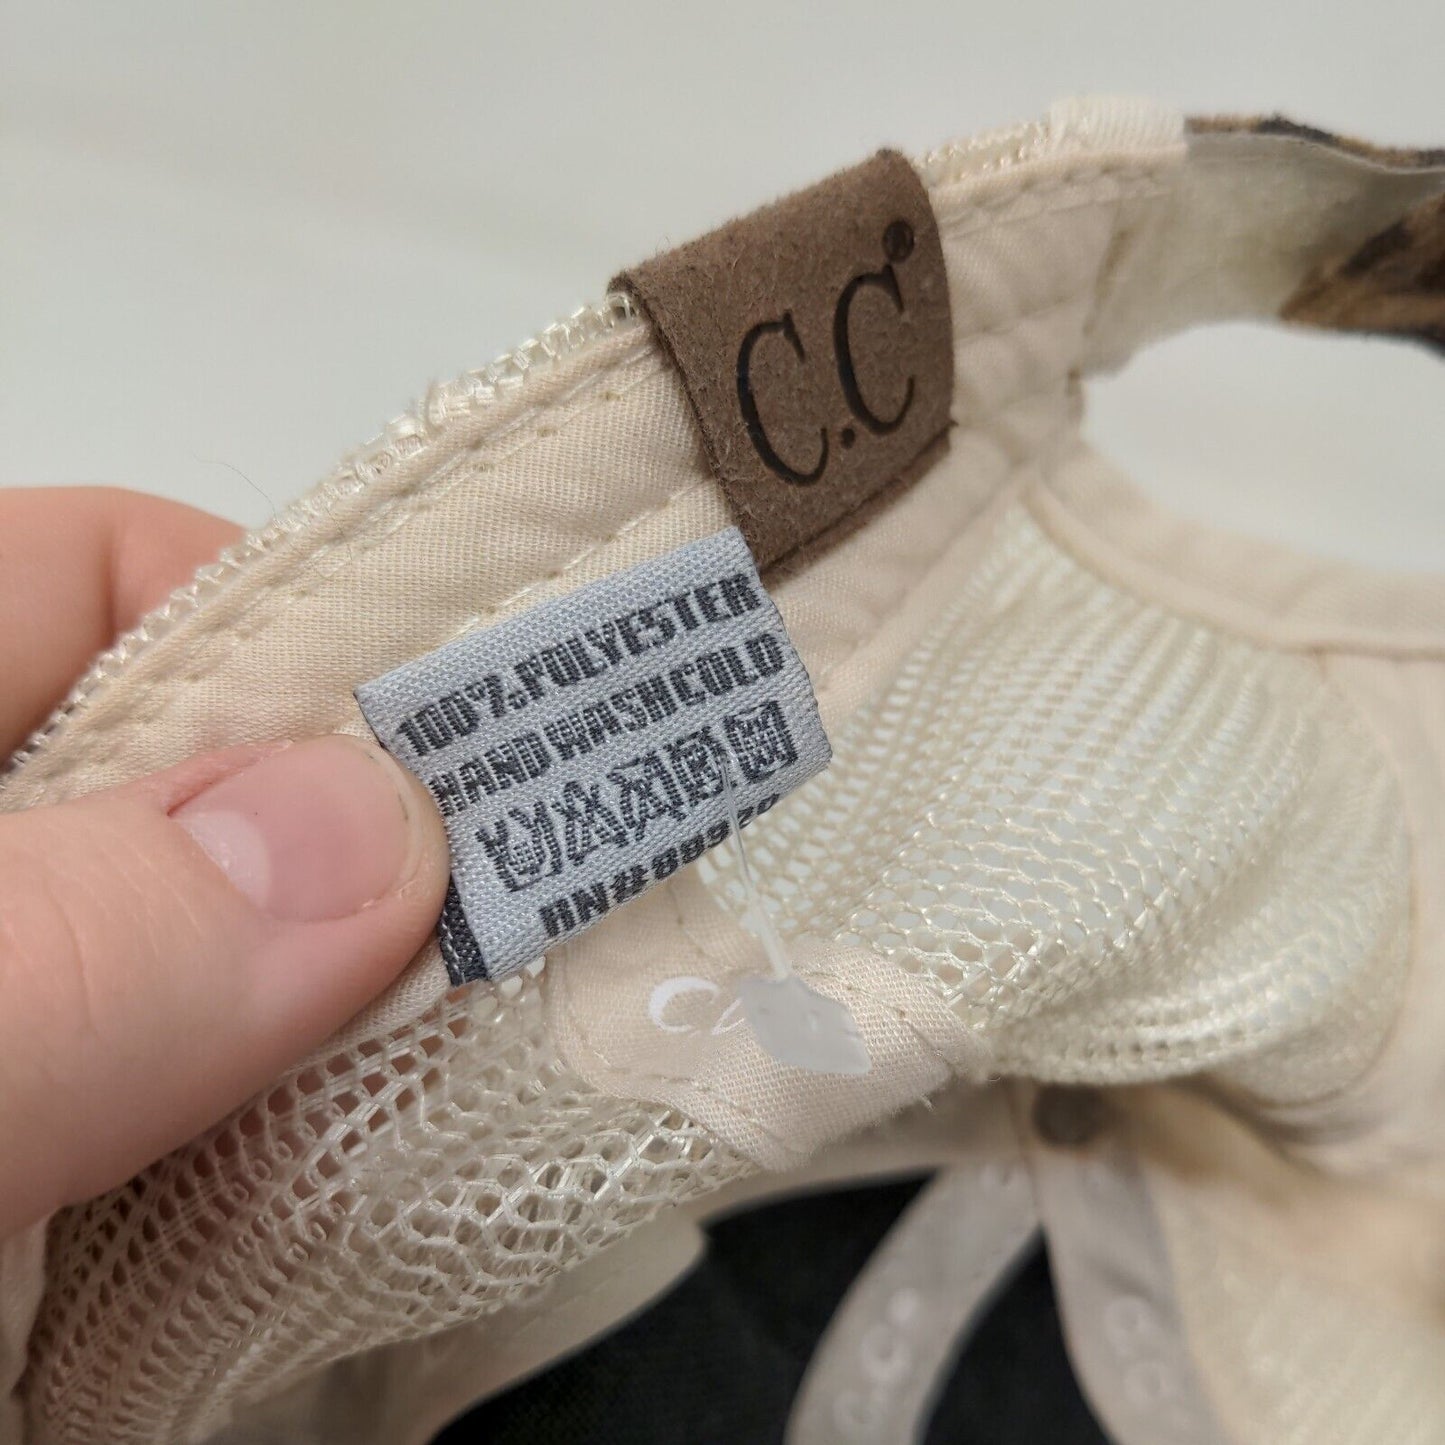 C.C®
100% POLYESTER
HAND WASH COLD
C.C®